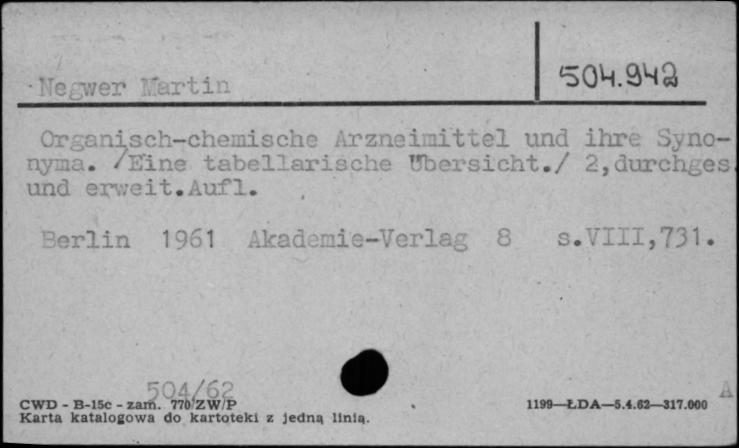 Negwer Martin
504.942
Organisch-chemische Arzneimittel und ihre Syno-
nyma. /Eine tabellarische Übersicht./ 2,durchges.
und erweit.Aufl.
Berlin 1961 Akademie-Verlag 8 s.VIII,731.
504/62
A
CWD - B-15c - zam. 770/ZW/P
1199—ŁDA—5.4.62—317.000
Karta katalogowa do kartoteki z jedną linią.